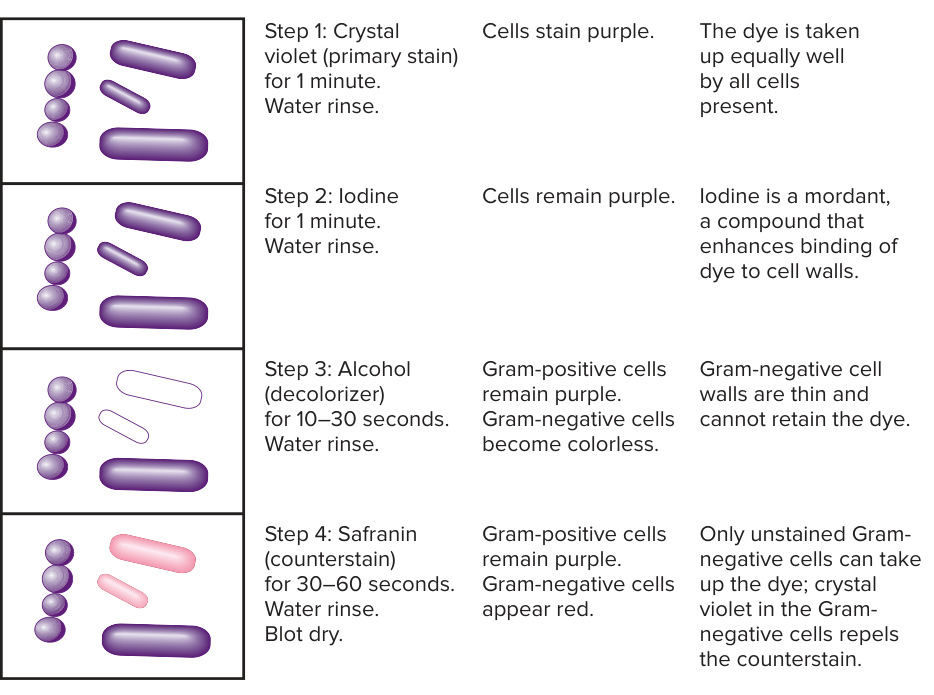 Step 1: Crystal
violet (primary stain)
for 1 minute.
Water rinse.
Cells stain purple.
The dye is taken
up equally well
by all cells
present.
Step 2: Iodine
for 1 minute.
Water rinse.
Cells remain purple.
Iodine is a mordant,
a compound that
enhances binding of
dye to cell walls.
Step 3: Alcohol
(decolorizer)
for 10–30 seconds.
Water rinse.
Gram-positive cells
remain purple.
Gram-negative cells
become colorless.
Gram-negative cell
walls are thin and
cannot retain the dye.
Step 4: Safranin
(counterstain)
for 30–60 seconds.
Water rinse.
Blot dry.
Gram-positive cells
remain purple.
Gram-negative cells
appear red.
Only unstained Gram-
negative cells can take
up the dye; crystal
violet in the Gram-
negative cells repels
the counterstain.